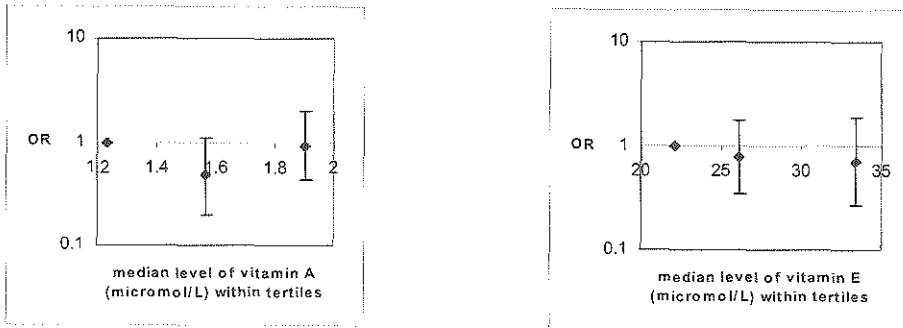 10
OR
1
1.2 1.4 1.6 1.8 2
0.1
median level of vitamin A
(micromol/L) within tertiles
10
OR
1
20 25 30 35
0.1
median level of vitamin E
(micromol/L) within tertiles